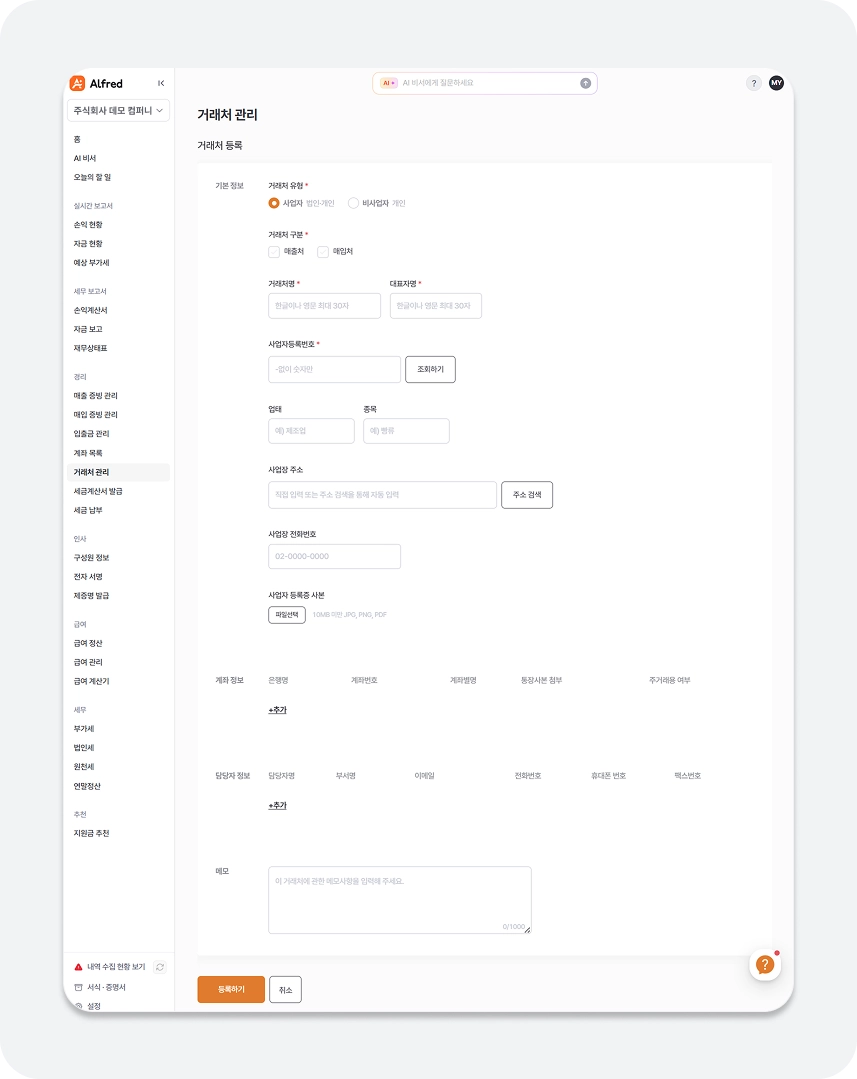 Alfred
주식회사 데모 컴퍼니
홈
AI 비서
오늘의 할 일
실시간 보고서
손익 현황
자금 현황
예상 부가세
세무 보고서
손익계산서
자금 보고
재무상태표
경리
매출 증빙 관리
매입 증빙 관리
입출금 관리
계좌 목록
거래처 관리
세금계산서 발급
세금 납부
인사
구성원 정보
전자 서명
제증명 발급
급여
급여 정산
급여 관리
급여 계산기
세무
부가세
법인세
원천세
연말정산
추천
지원금 추천
내역 수집 현황 보기
서식 · 증명서
설정
AI + AI 비서에게 질문하세요
? MY
거래처 관리
거래처 등록
기본 정보
거래처 유형 *
사업자 법인·개인 비사업자 개인
거래처 구분 *
매출처 매입처
거래처명 * 대표자명 *
한글이나 영문 최대 30자 한글이나 영문 최대 30자
사업자등록번호 *
-없이 숫자만 조회하기
업태 종목
예) 제조업 예) 행류
사업장 주소
직접 입력 또는 주소 검색을 통해 자동 입력 주소 검색
사업장 전화번호
02-0000-0000
사업자 등록증 사본
파일선택 10MB 미만 JPG, PNG, PDF
계좌 정보 은행명 계좌번호 계좌별명 통장사본 첨부 주거래용 여부
+추가
담당자 정보 담당자명 부서명 이메일 전화번호 휴대폰 번호 팩스번호
+추가
메모
이 거래처에 관한 메모사항을 입력해 주세요.
0/1000
등록하기 취소
?